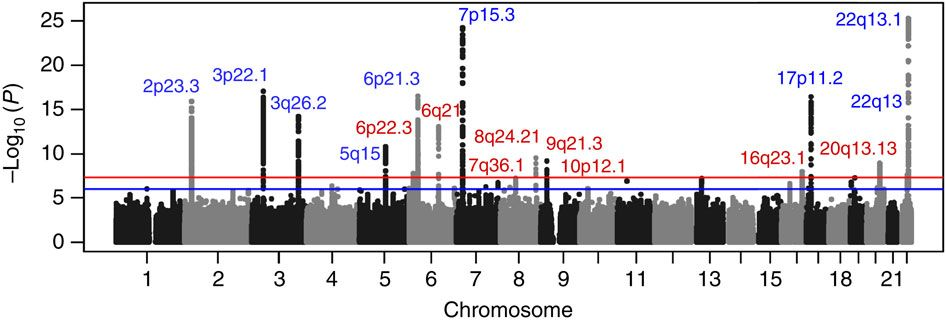 25
20
15
10
5
0
–Log10 (P)
2p23.3
3p22.1
3q26.2
5q15
6p22.3
6p21.3
6q21
7p15.3
7q36.1
8q24.21
9q21.3
10p12.1
16q23.1
17p11.2
20q13.13
22q13.1
22q13
1 2 3 4 5 6 7 8 9 11 13 15 16 18 21
Chromosome